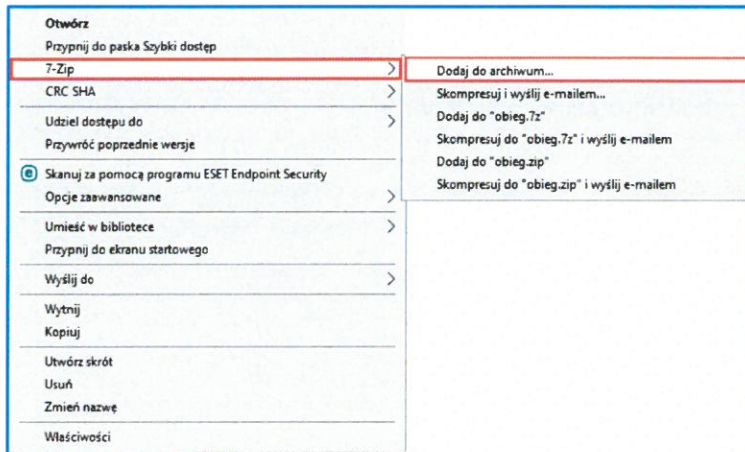 Otwórz
Przypnij do paska Szybki dostęp
7-Zip
CRC SHA
Udziel dostępu do
Przywróć poprzednie wersje
Skanuj za pomocą programu ESET Endpoint Security
Opcje zaawansowane
Umieść w bibliotece
Przypnij do ekranu startowego
Wyślij do
Wytnij
Kopiuj
Utwórz skrót
Usuń
Zmień nazwę
Właściwości
Dodaj do archiwum...
Skompresuj i wyślij e-mailem...
Dodaj do "obieg.7z"
Skompresuj do "obieg.7z" i wyślij e-mailem
Dodaj do "obieg.zip"
Skompresuj do "obieg.zip" i wyślij e-mailem